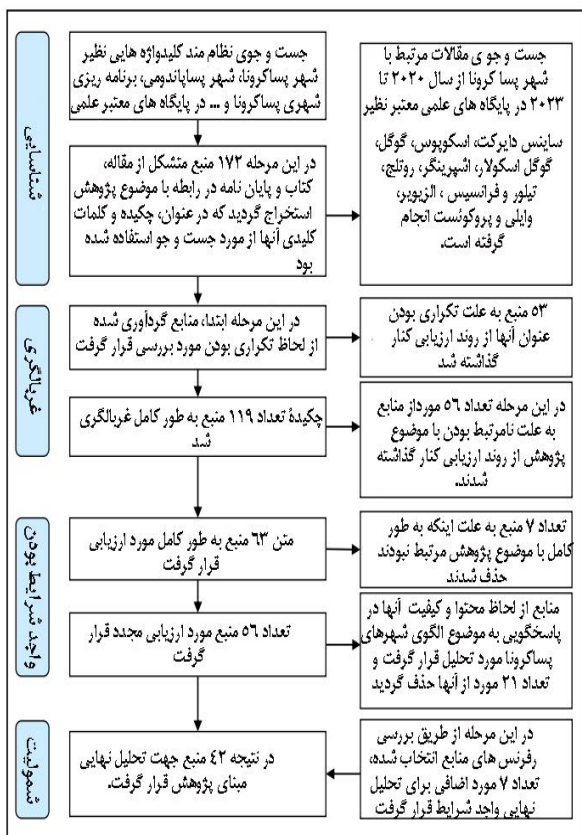 شناسایی
جست و جوی نظام مند کلیدواژه هایی نظیر
شهر پساکرونا، شهر پساپاندومی، برنامه ریزی
شهری پساکرونا و ... در پایگاه های معتبر علمی
جست و جو ی مقالات مرتبط با
شهر پسا کرونا از سال ۲۰۲۰ تا
۲۰۲۳ در پایگاه های علمی معتبر نظیر
ساینس دایرکت، اسکوپوس، گوگل،
گوگل اسکولار، اشپرینگر، روتلج،
تیلور و فرانسیس ، الزیویر،
وایلی و پروکوئست انجام
گرفته است.
در این مرحله ۱۷۲ منبع متشکل از مقاله،
کتاب و پایان نامه در رابطه با موضوع پژوهش
استخراج گردید که در عنوان، چکیده و کلمات
کلیدی آنها از مورد جست و جو استفاده شده
بود
غربالگری
در این مرحله ابتدا، منابع گردآوری شده
از لحاظ تکراری بودن مورد بررسی قرار گرفت
۵۳ منبع به علت تکراری بودن
عنوان آنها از روند ارزیابی کنار
گذاشته شد
چکیدهٔ تعداد ۱۱۹ منبع به طور کامل غربالگری
شد
در این مرحله تعداد ۵۶ مورداز منابع
به علت نامرتبط بودن با موضوع
پژوهش از روند ارزیابی کنار گذاشته
شدند.
واجد شرایط بودن
متن ۶۳ منبع به طور کامل مورد ارزیابی
قرار گرفت
تعداد ۷ منبع به علت اینکه به طور
کامل با موضوع پژوهش مرتبط نبودند
حذف شدند
تعداد ۵۶ منبع مورد ارزیابی مجدد قرار
گرفت
منابع از لحاظ محتوا و کیفیت آنها در
پاسخگویی به موضوع الگوی شهرهای
پساکرونا مورد تحلیل قرار گرفت و
تعداد ۲۱ مورد از آنها حذف گردید
شمولیت
در نتیجه ۴۲ منبع جهت تحلیل نهایی
مبنای پژوهش قرار گرفت.
در این مرحله از طریق بررسی
رفرنس های منابع انتخاب شده،
تعداد ۷ مورد اضافی برای تحلیل
نهایی واجد شرایط قرار گرفت